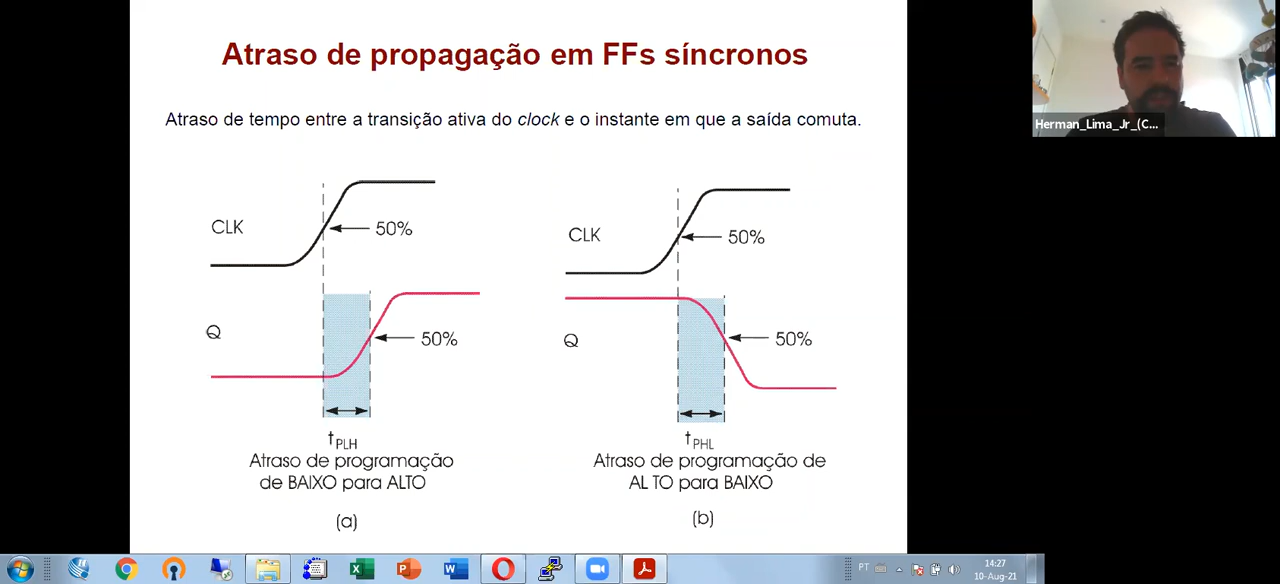 Atraso de propagação em FFs síncronos
Herman_Lima_Jr_(C...
Atraso de tempo entre a transição ativa do clock e o instante em que a saída comuta.
CLK
50%
Q
50%
tPLH
Atraso de programação
de BAIXO para ALTO
(a)
CLK
50%
Q
50%
tPHL
Atraso de programação de
AL TO para BAIXO
(b)
PT
14:27
10-Aug-21